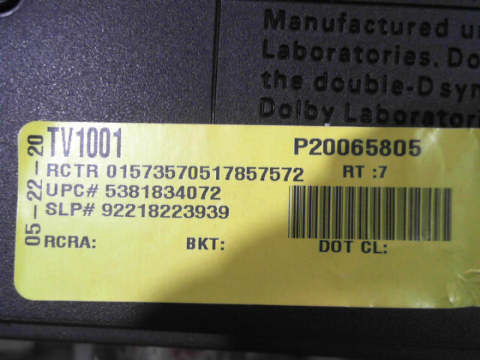 Manufactured
Laboratories. Do
the double-D sym
Dolby Laborator
05-22-20
TV1001
P20065805
RCTR 01573570517857572
RT :7
UPC# 5381834072
SLP# 92218223939
RCRA:
BKT:
DOT CL: